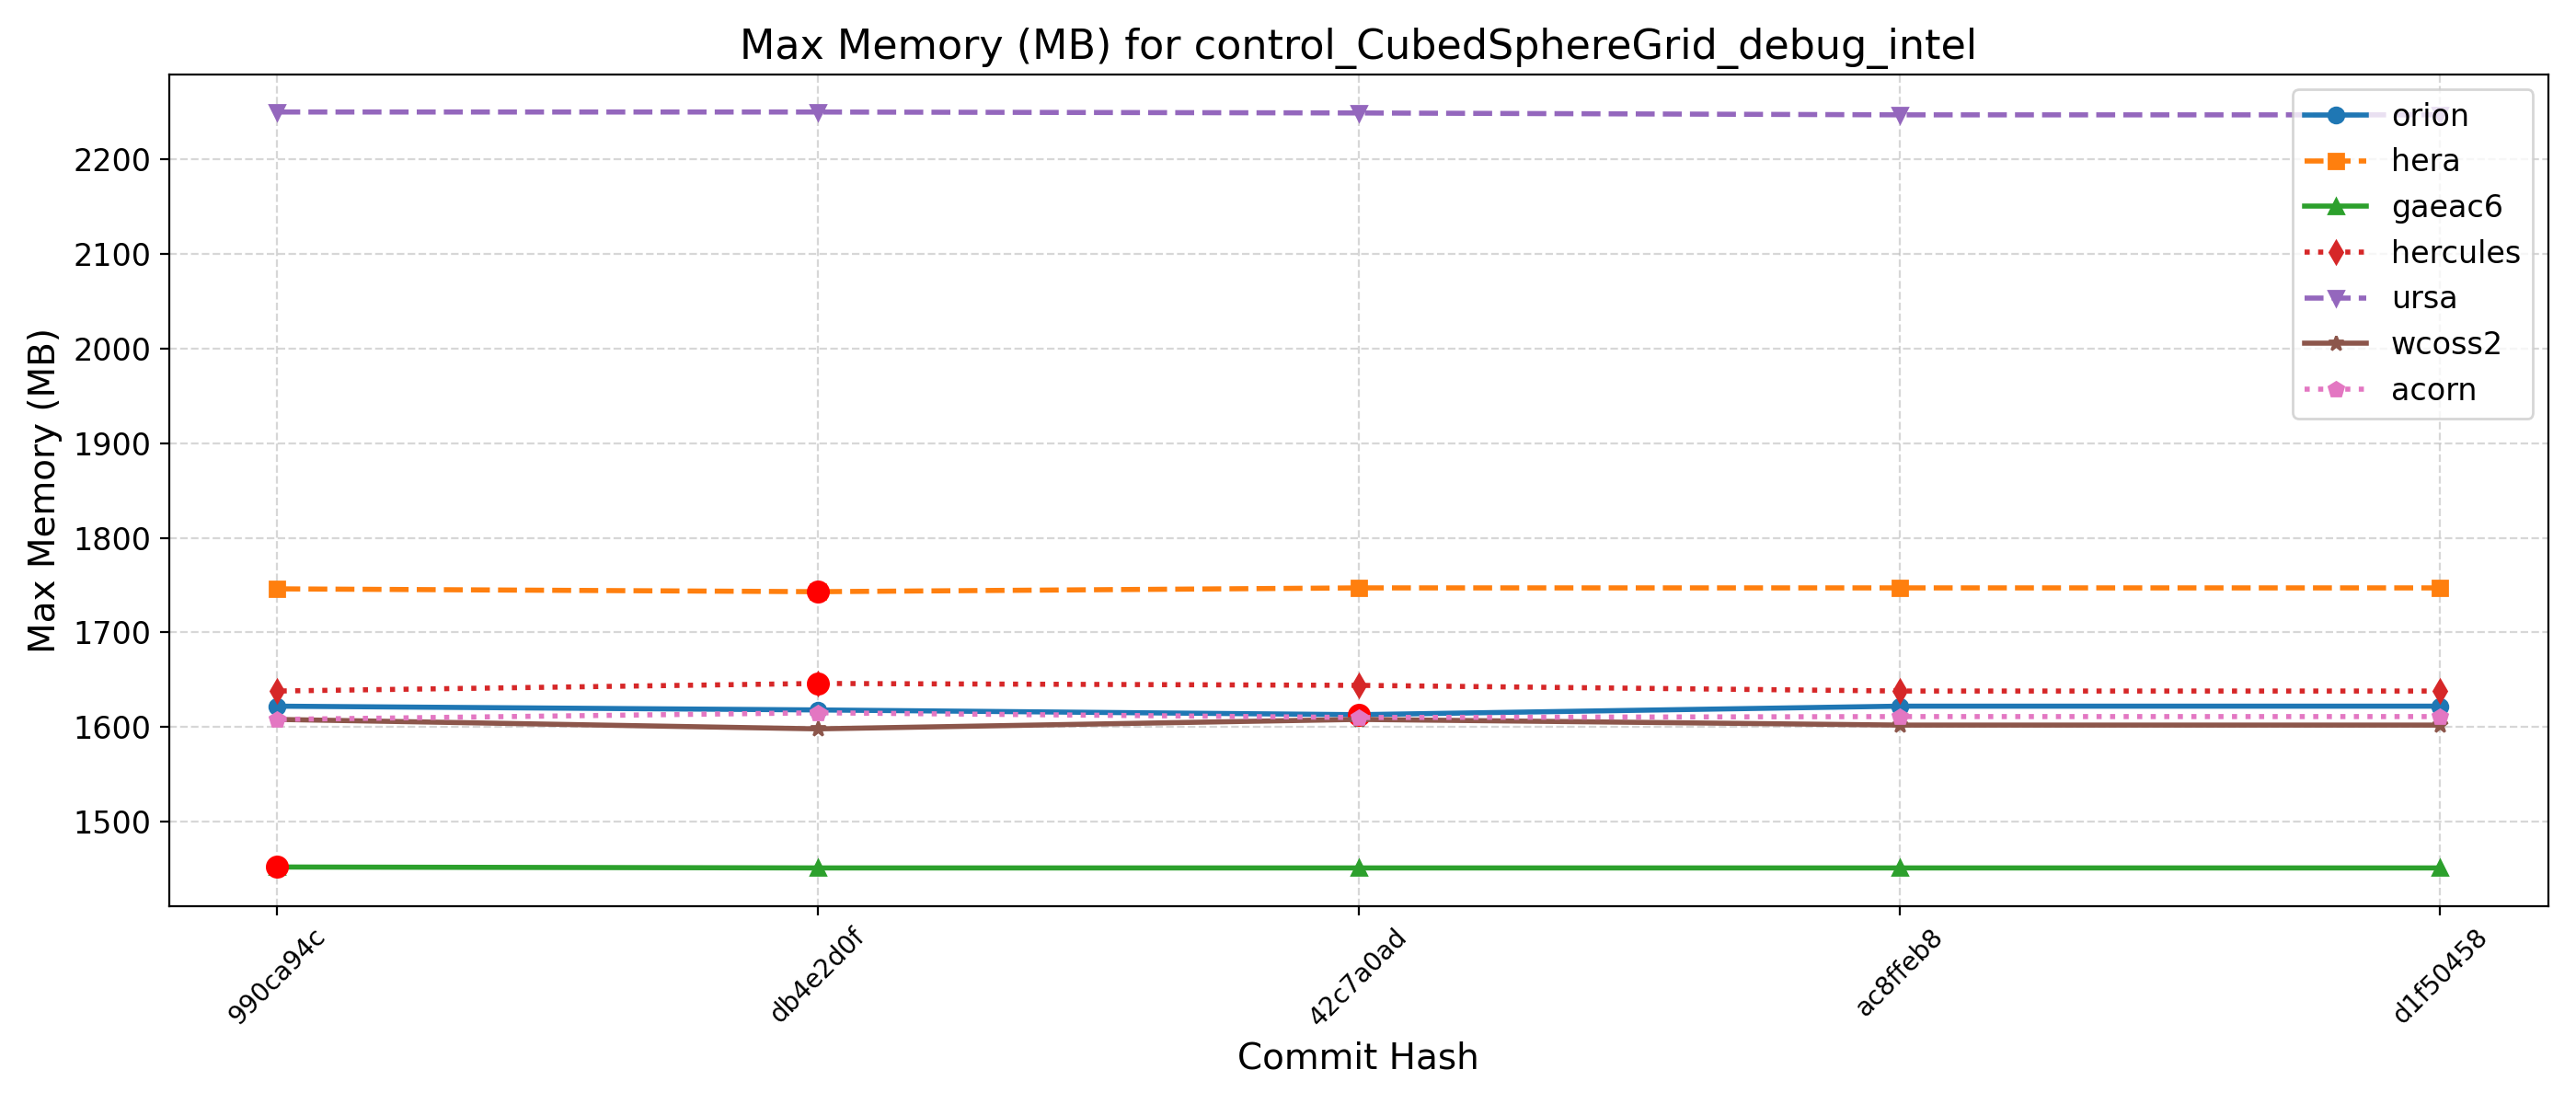 Max Memory (MB) for control_CubedSphereGrid_debug_intel
Max Memory (MB)
2200
2100
2000
1900
1800
1700
1600
1500
orion
hera
gaeac6
hercules
ursa
wcoss2
acorn
990ca94c
db4e2d0f
42c7a0ad
ac8ffeb8
d1f50458
Commit Hash